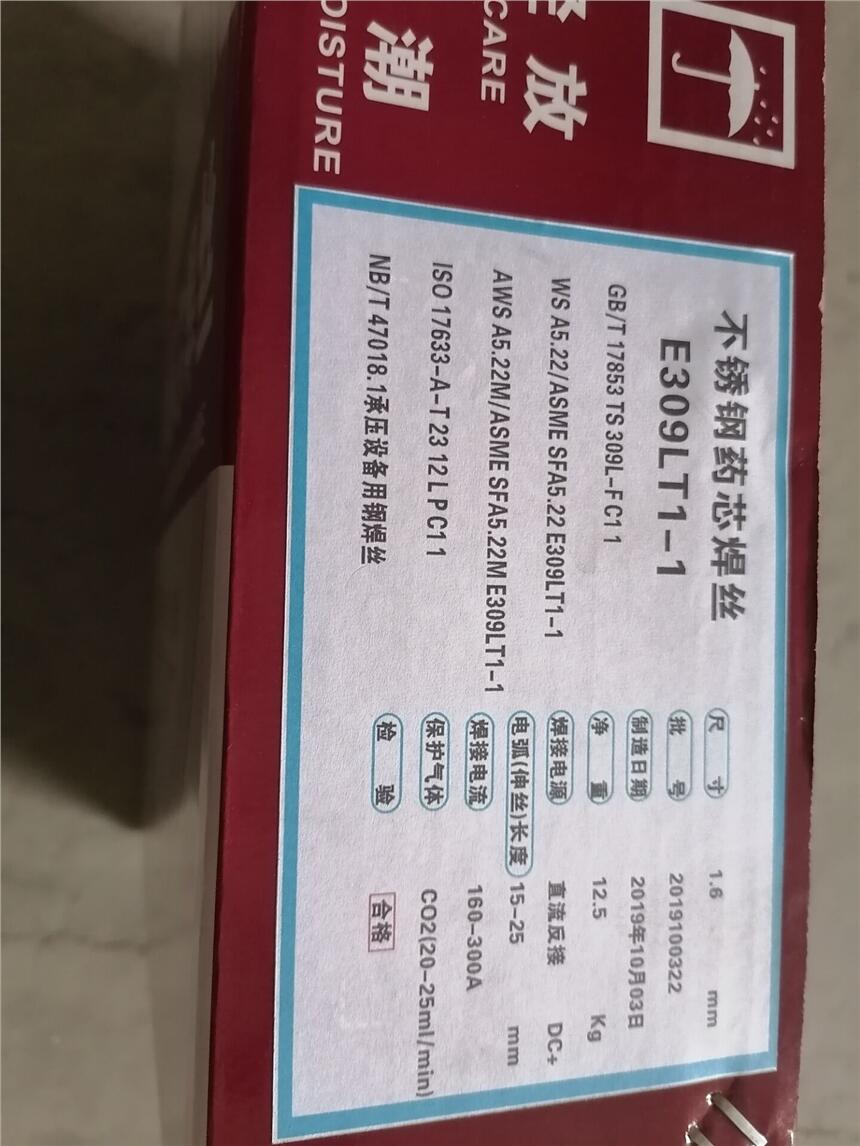 放
CARE
潮
OISTURE
不锈钢药芯焊丝
E309LT1-1
GB/T 17853 TS 309L-F C1 1
WS A5.22/ASME SFA5.22 E309LT1-1
AWS A5.22M/ASME SFA5.22M E309LT1-1
ISO 17633-A-T 23 12 L P C1 1
NB/T 47018.1承压设备用钢焊丝
尺寸 1.6 mm
批号 2019100322
制造日期 2019年10月03日
净重 12.5 Kg
焊接电源 直流反接 DC+
电弧(伸丝)长度 15-25 mm
焊接电流 160-300A
保护气体 CO2(20-25ml/min)
检验 合格